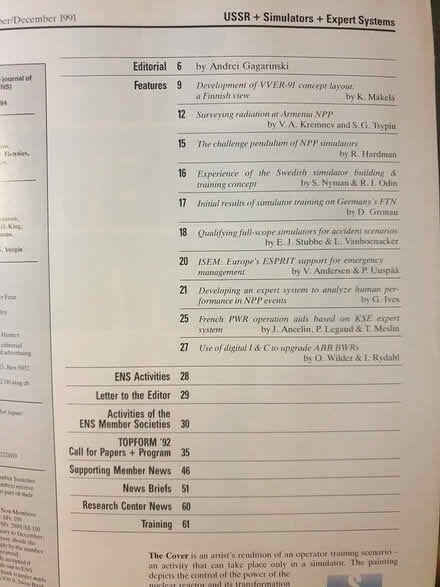 December 1991
USSR + Simulators + Expert Systems
Editorial 6 by Andrei Gagarinski
Features 9 Development of VVER-91 concept layout,
a Finnish view by K. Mäkelä
12 Surveying radiation at Armenia NPP
by V. A. Kremnev and S. G. Tsypin
15 The challenge pendulum of NPP simulators
by R. Hardman
16 Experience of the Swedish simulator building &
training concept by S. Nyman & R. I. Odin
17 Initial results of simulator training on Germany's FTN
by D. Gronau
18 Qualifying full-scope simulators for accident scenarios
by E. J. Stubbe & L. Vanhoenacker
20 ISEM: Europe's ESPRIT support for emergency
management by V. Andersen & P. Uuspää
21 Developing an expert system to analyze human per-
formance in NPP events by G. Ives
25 French PWR operation aids based on KSE expert
system by J. Ancelin, P. Legaud & T. Meslin
27 Use of digital I & C to upgrade ABB BWRs
by O. Wilder & I. Rydahl
ENS Activities 28
Letter to the Editor 29
Activities of the
ENS Member Societies 30
TOPFORM '92
Call for Papers + Program 35
Supporting Member News 46
News Briefs 51
Research Center News 60
Training 61
The Cover is an artist's rendition of an operator training scenario –
an activity that can take place only in a simulator. The painting
depicts the control of the power of the
nuclear reactor and its transformation
journal of
ENS)